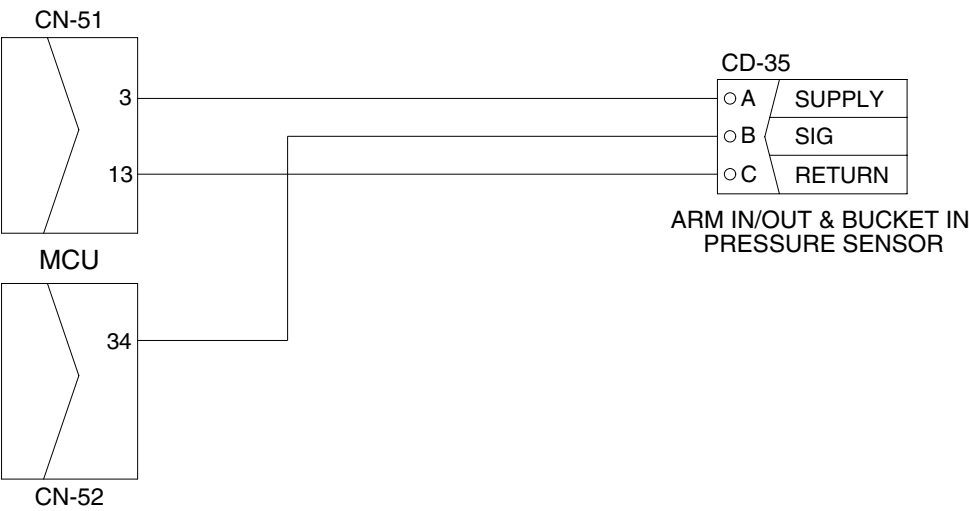 CN-51
3
13
MCU
34
CN-52
CD-35
A SUPPLY
B SIG
C RETURN
ARM IN/OUT & BUCKET IN
PRESSURE SENSOR